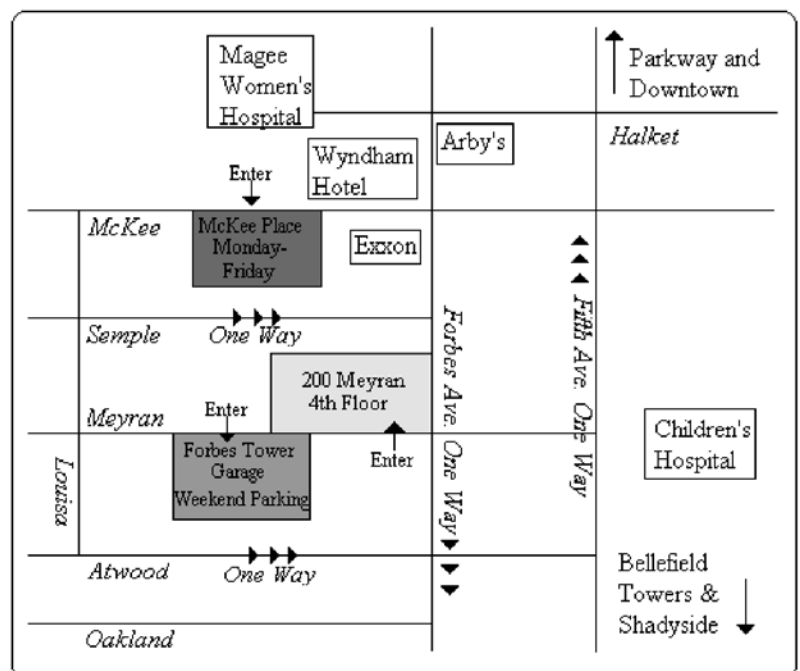 Magee
Women's
Hospital
Parkway and
Downtown
Arby's
Halket
Wyndham
Hotel
Enter
McKee
McKee Place
Monday-
Friday
Exxon
Semple
One Way
Forbes Ave. One Way
Fifth Ave. One Way
200 Meyran
4th Floor
Meyran
Enter
Enter
Forbes Tower
Garage
Weekend Parking
Louisa
Children's
Hospital
Atwood
One Way
Bellefield
Towers &
Shadyside
Oakland